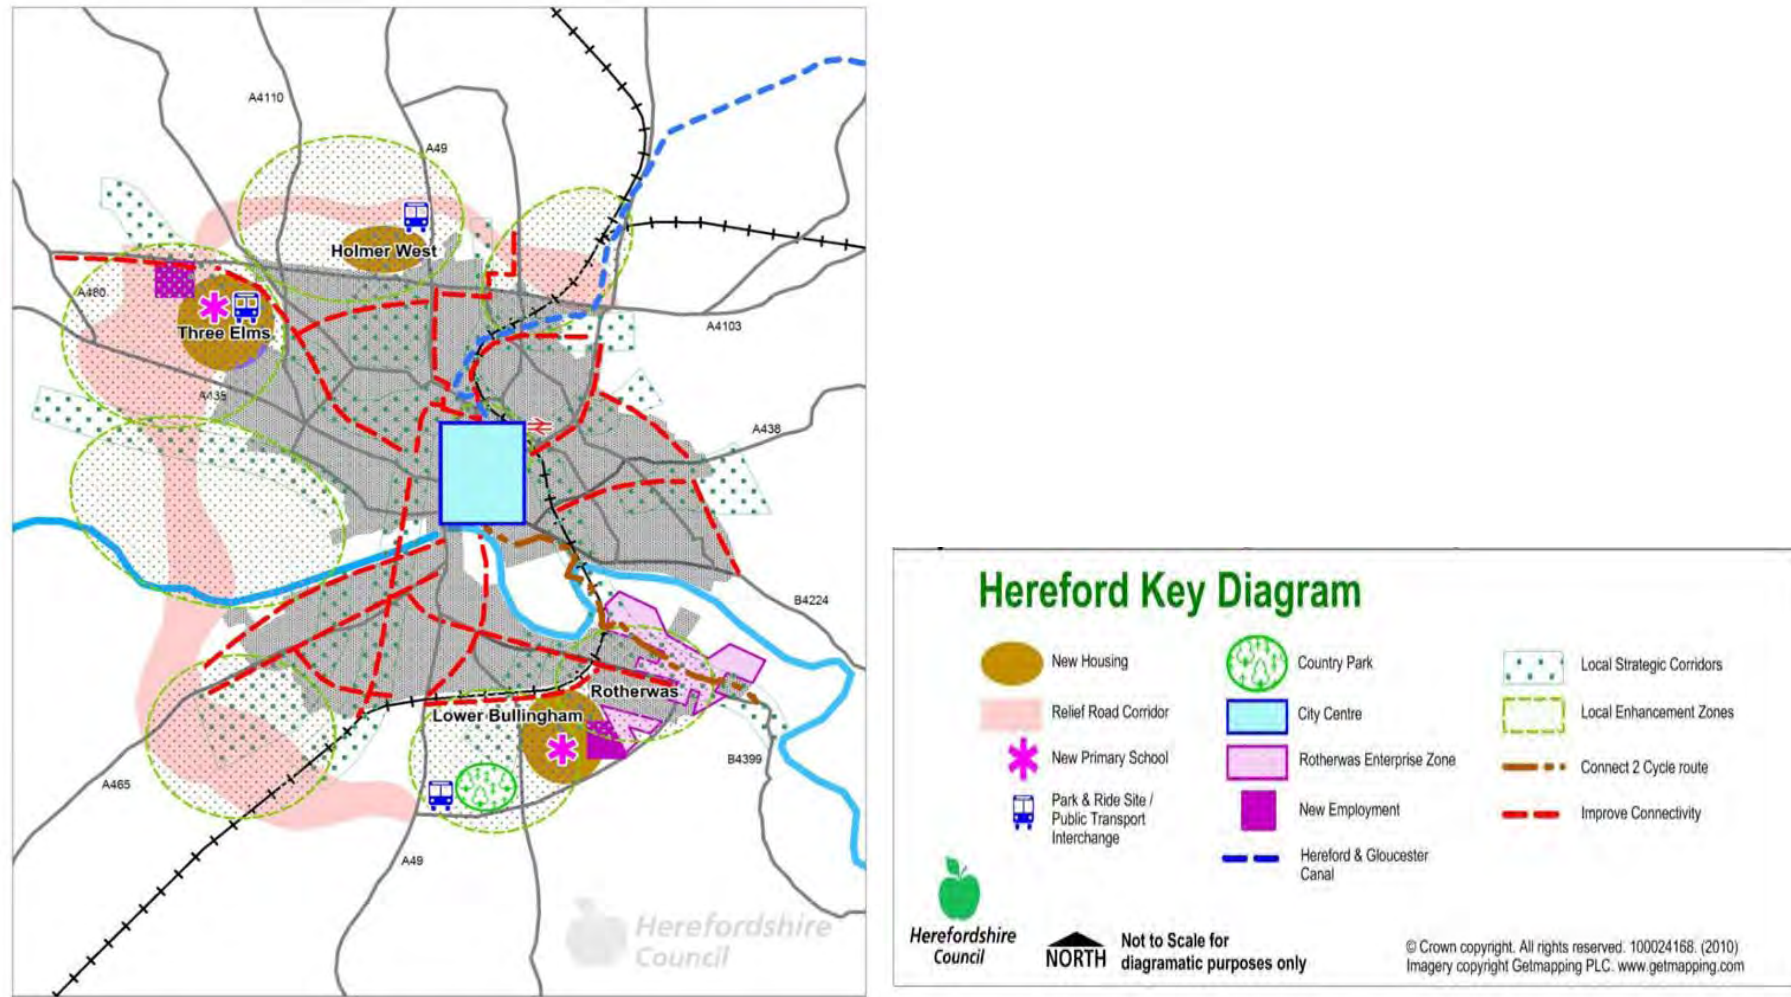 A4110
A49
Holmer West
A480
Three Elms
A4103
A438
A438
B4224
Rotherwas
Lower Bullingham
B4399
A465
A49
Herefordshire
Council
Hereford Key Diagram
New Housing
Relief Road Corridor
New Primary School
Park & Ride Site /
Public Transport
Interchange
Country Park
City Centre
Rotherwas Enterprise Zone
New Employment
Hereford & Gloucester
Canal
Local Strategic Corridors
Local Enhancement Zones
Connect 2 Cycle route
Improve Connectivity
Herefordshire
Council
NORTH
Not to Scale for
diagramatic purposes only
© Crown copyright. All rights reserved. 100024168. (2010)
Imagery copyright Getmapping PLC. www.getmapping.com